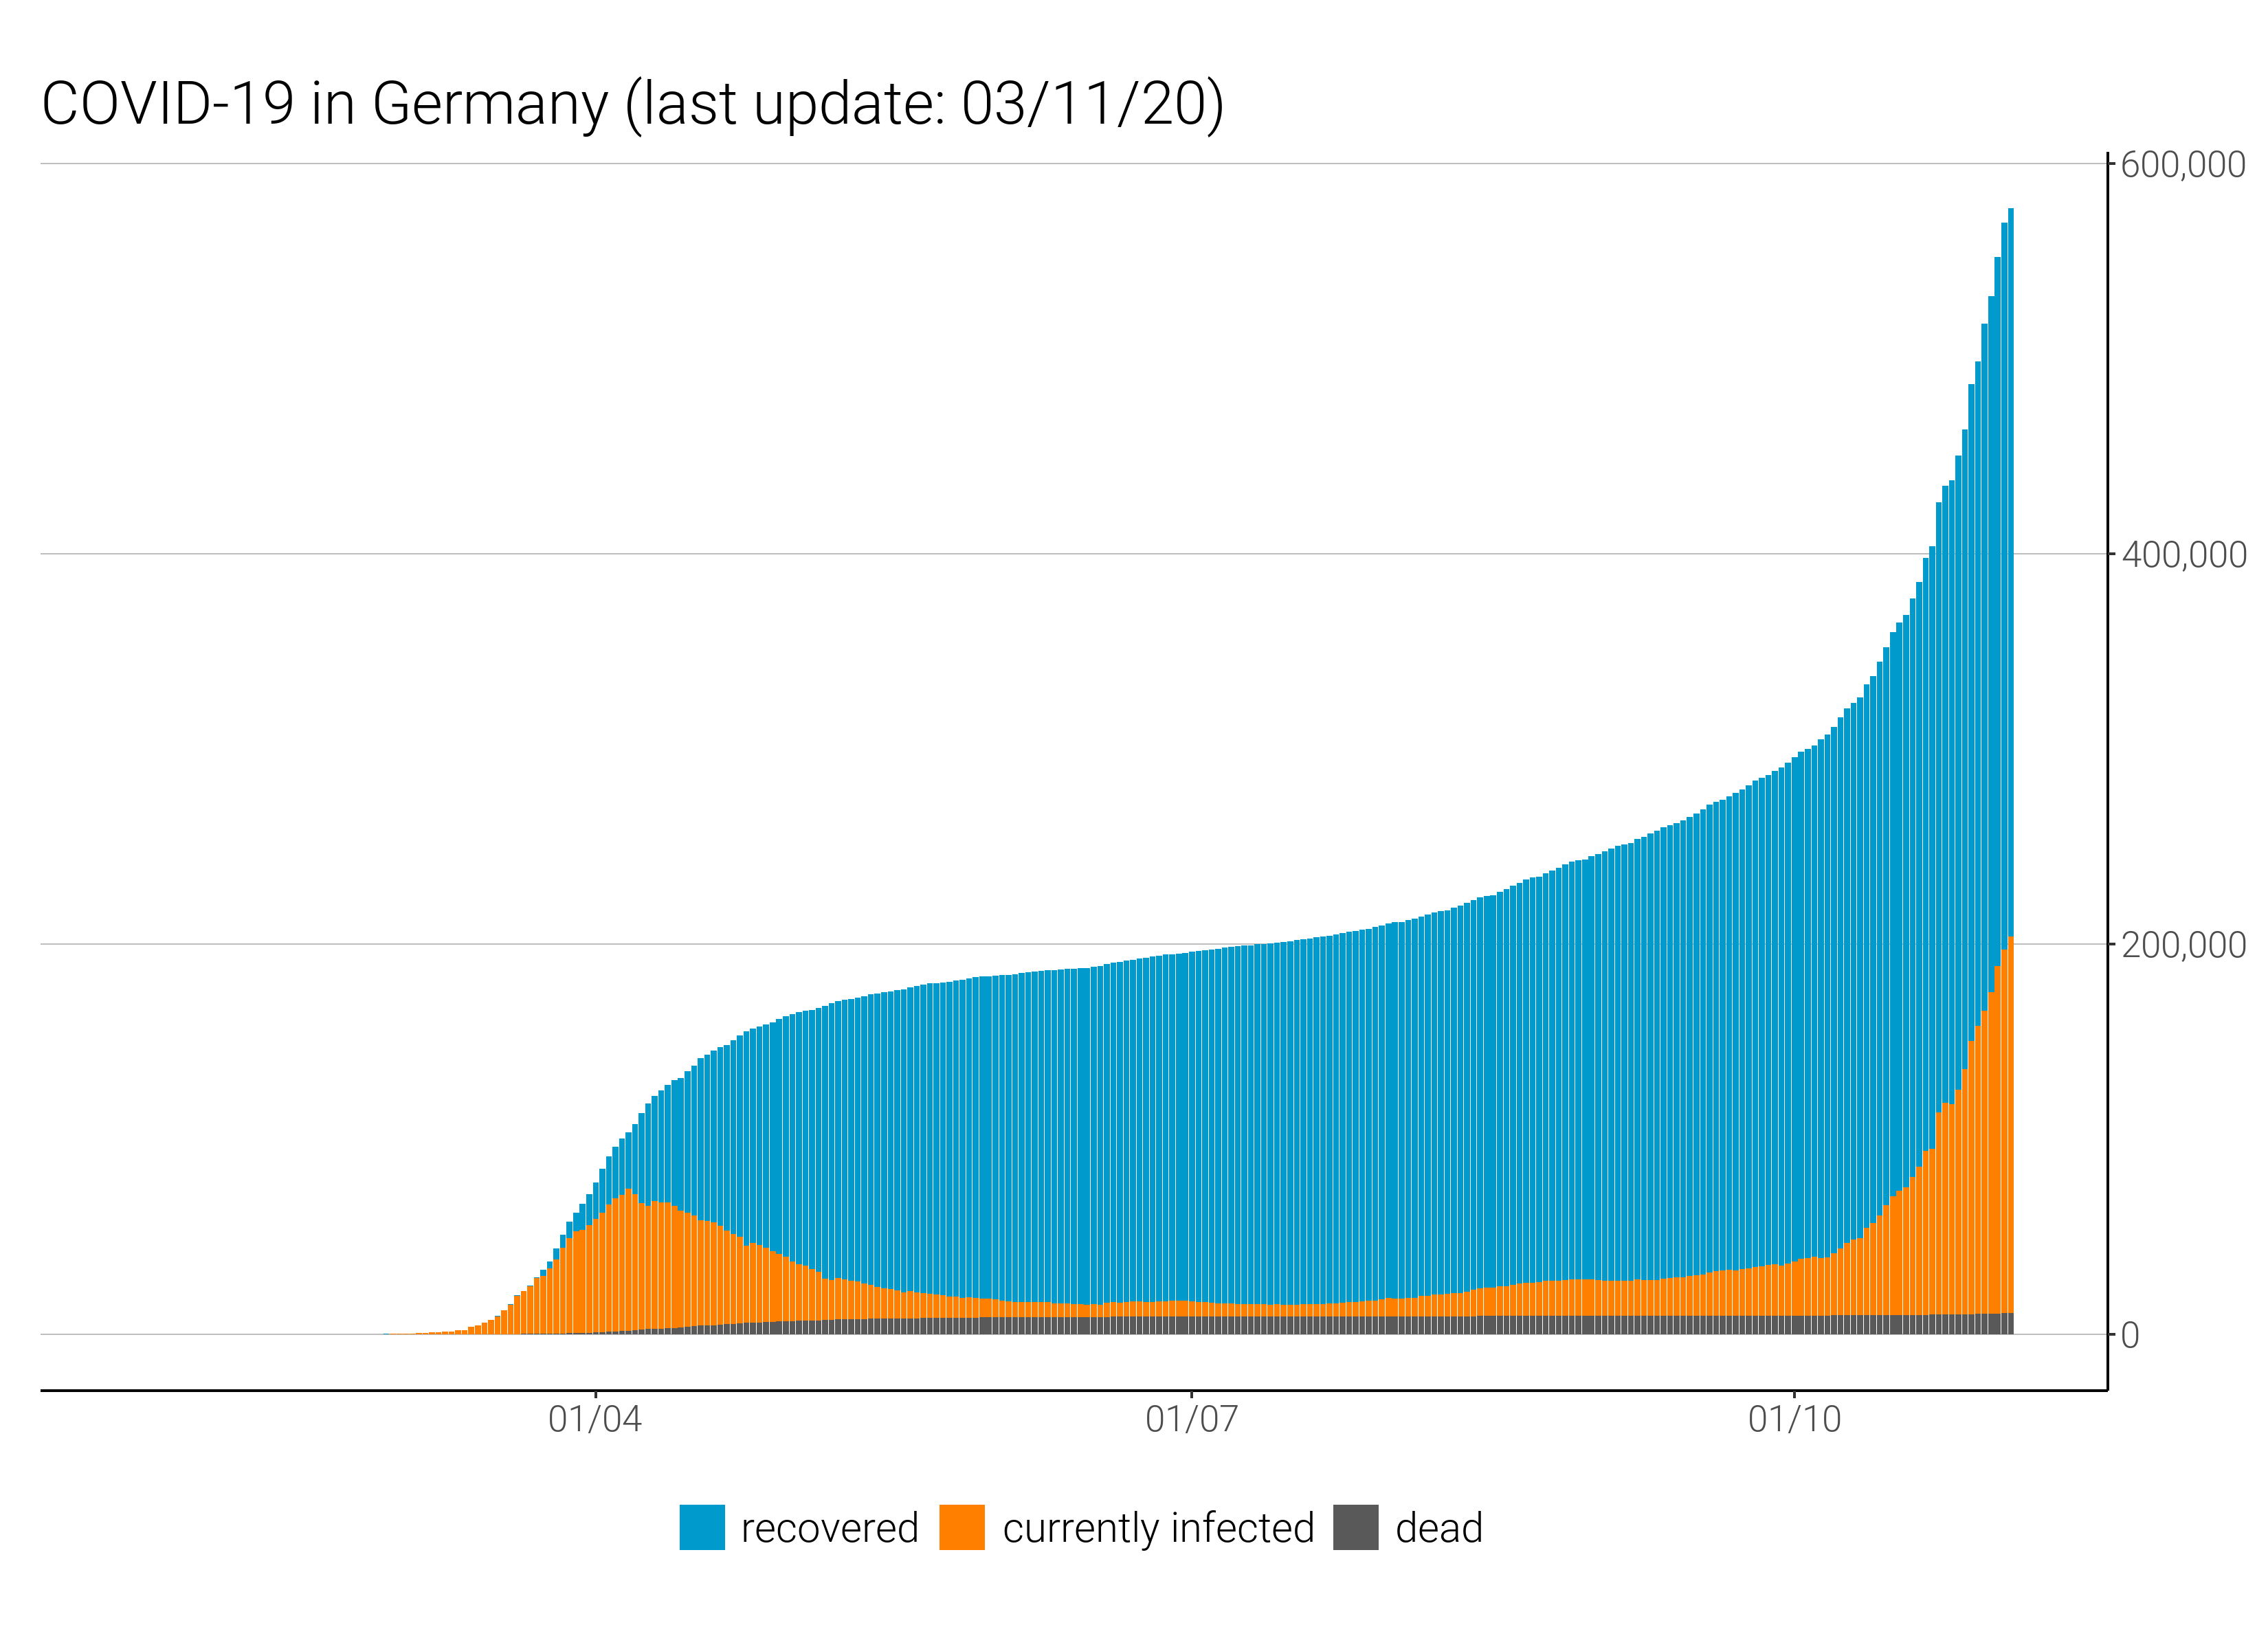 COVID-19 in Germany (last update: 03/11/20)
600,000
400,000
200,000
0
01/04 01/07 01/10
recovered currently infected dead